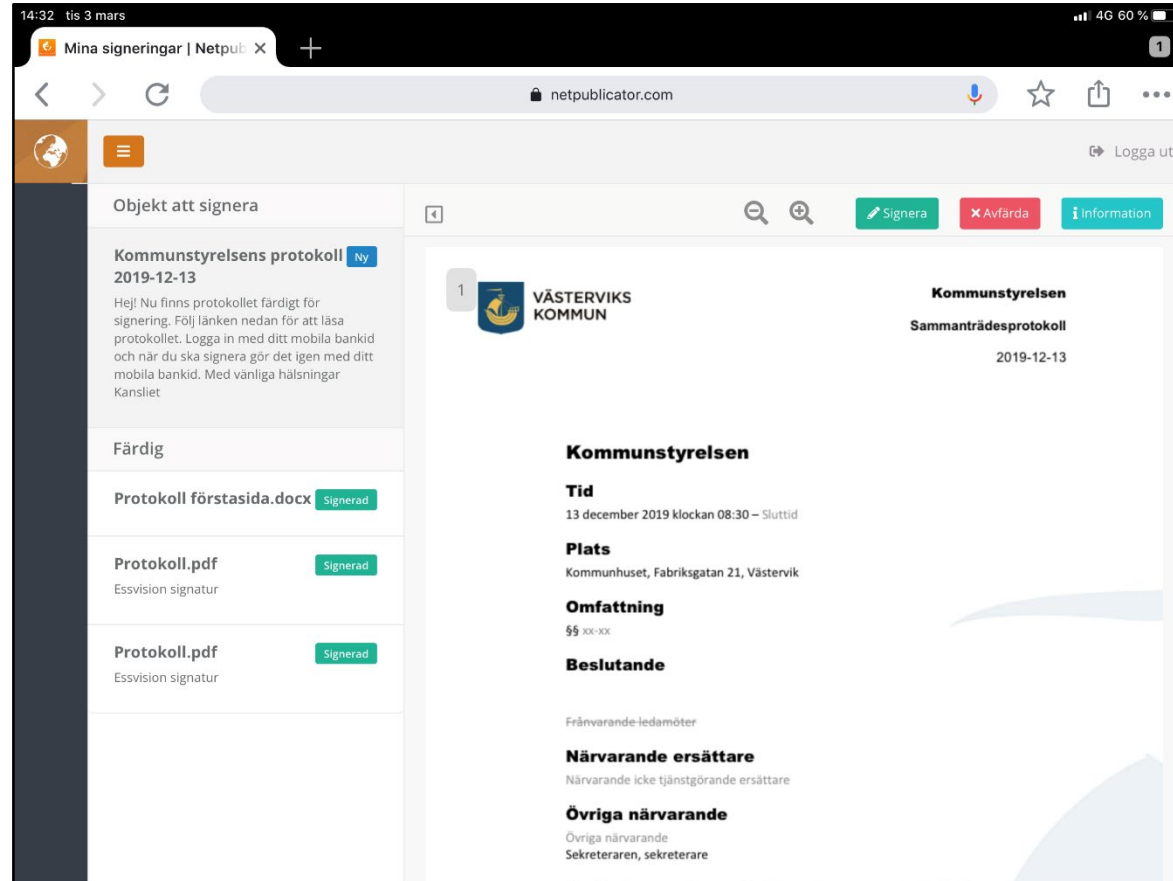 14:32 tis 3 mars
4G 60 %
Mina signeringar | Netpub
1
netpublicator.com
Logga ut
Objekt att signera
Kommunstyrelsens protokoll Ny
2019-12-13
Hej! Nu finns protokollet färdigt för
signering. Följ länken nedan för att läsa
protokollet. Logga in med ditt mobila bankid
och när du ska signera gör det igen med ditt
mobila bankid. Med vänliga hälsningar
Kansliet
Färdig
Protokoll förstasida.docx Signerad
Protokoll.pdf Signerad
Essvision signatur
Protokoll.pdf Signerad
Essvision signatur
Signera Avfärda Information
1
VÄSTERVIKS
KOMMUN
Kommunstyrelsen
Sammanträdesprotokoll
2019-12-13
Kommunstyrelsen
Tid
13 december 2019 klockan 08:30 – Sluttid
Plats
Kommunhuset, Fabriksgatan 21, Västervik
Omfattning
§§ xx-xx
Beslutande
Frånvarande ledamöter
Närvarande ersättare
Närvarande icke tjänstgörande ersättare
Övriga närvarande
Övriga närvarande
Sekreteraren, sekreterare